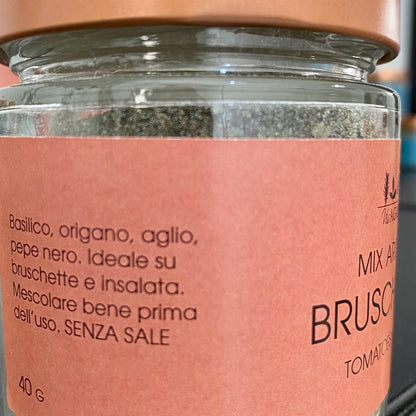 Basilico, origano, aglio,
pepe nero. Ideale su
bruschette e insalata.
Mescolare bene prima
dell'uso. SENZA SALE
40 G
MIX
BRUSCH
TOMATOES